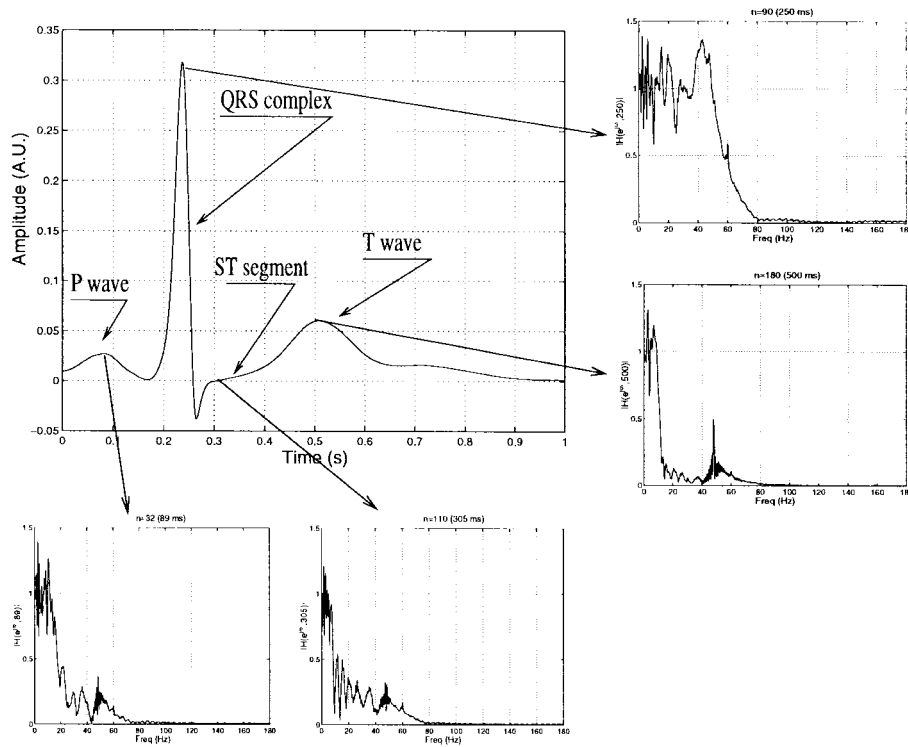 n=90 (250 ms)
1.5
1
0.5
0
0 20 40 60 80 100 120 140 160 180
Freq (Hz)
0.35
0.3
0.25
0.2
0.15
0.1
0.05
0
−0.05
Amplitude (A.U.)
QRS complex
P wave
ST segment
T wave
0 0.1 0.2 0.3 0.4 0.5 0.6 0.7 0.8 0.9 1
Time (s)
n=180 (500 ms)
1.5
1
0.5
0
0 20 40 60 80 100 120 140 160 180
Freq (Hz)
n=32 (89 ms)
1.5
1
0.5
0
0 20 40 60 80 100 120 140 160 180
Freq (Hz)
n=110 (305 ms)
1.5
1
0.5
0
0 20 40 60 80 100 120 140 160 180
Freq (Hz)